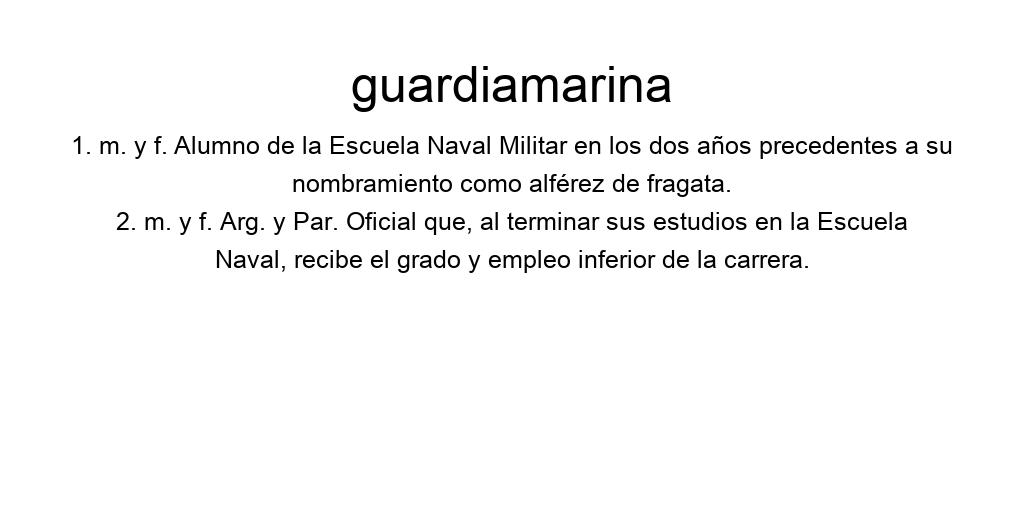 guardiamarina
1. m. y f. Alumno de la Escuela Naval Militar en los dos años precedentes a su
nombramiento como alférez de fragata.
2. m. y f. Arg. y Par. Oficial que, al terminar sus estudios en la Escuela
Naval, recibe el grado y empleo inferior de la carrera.